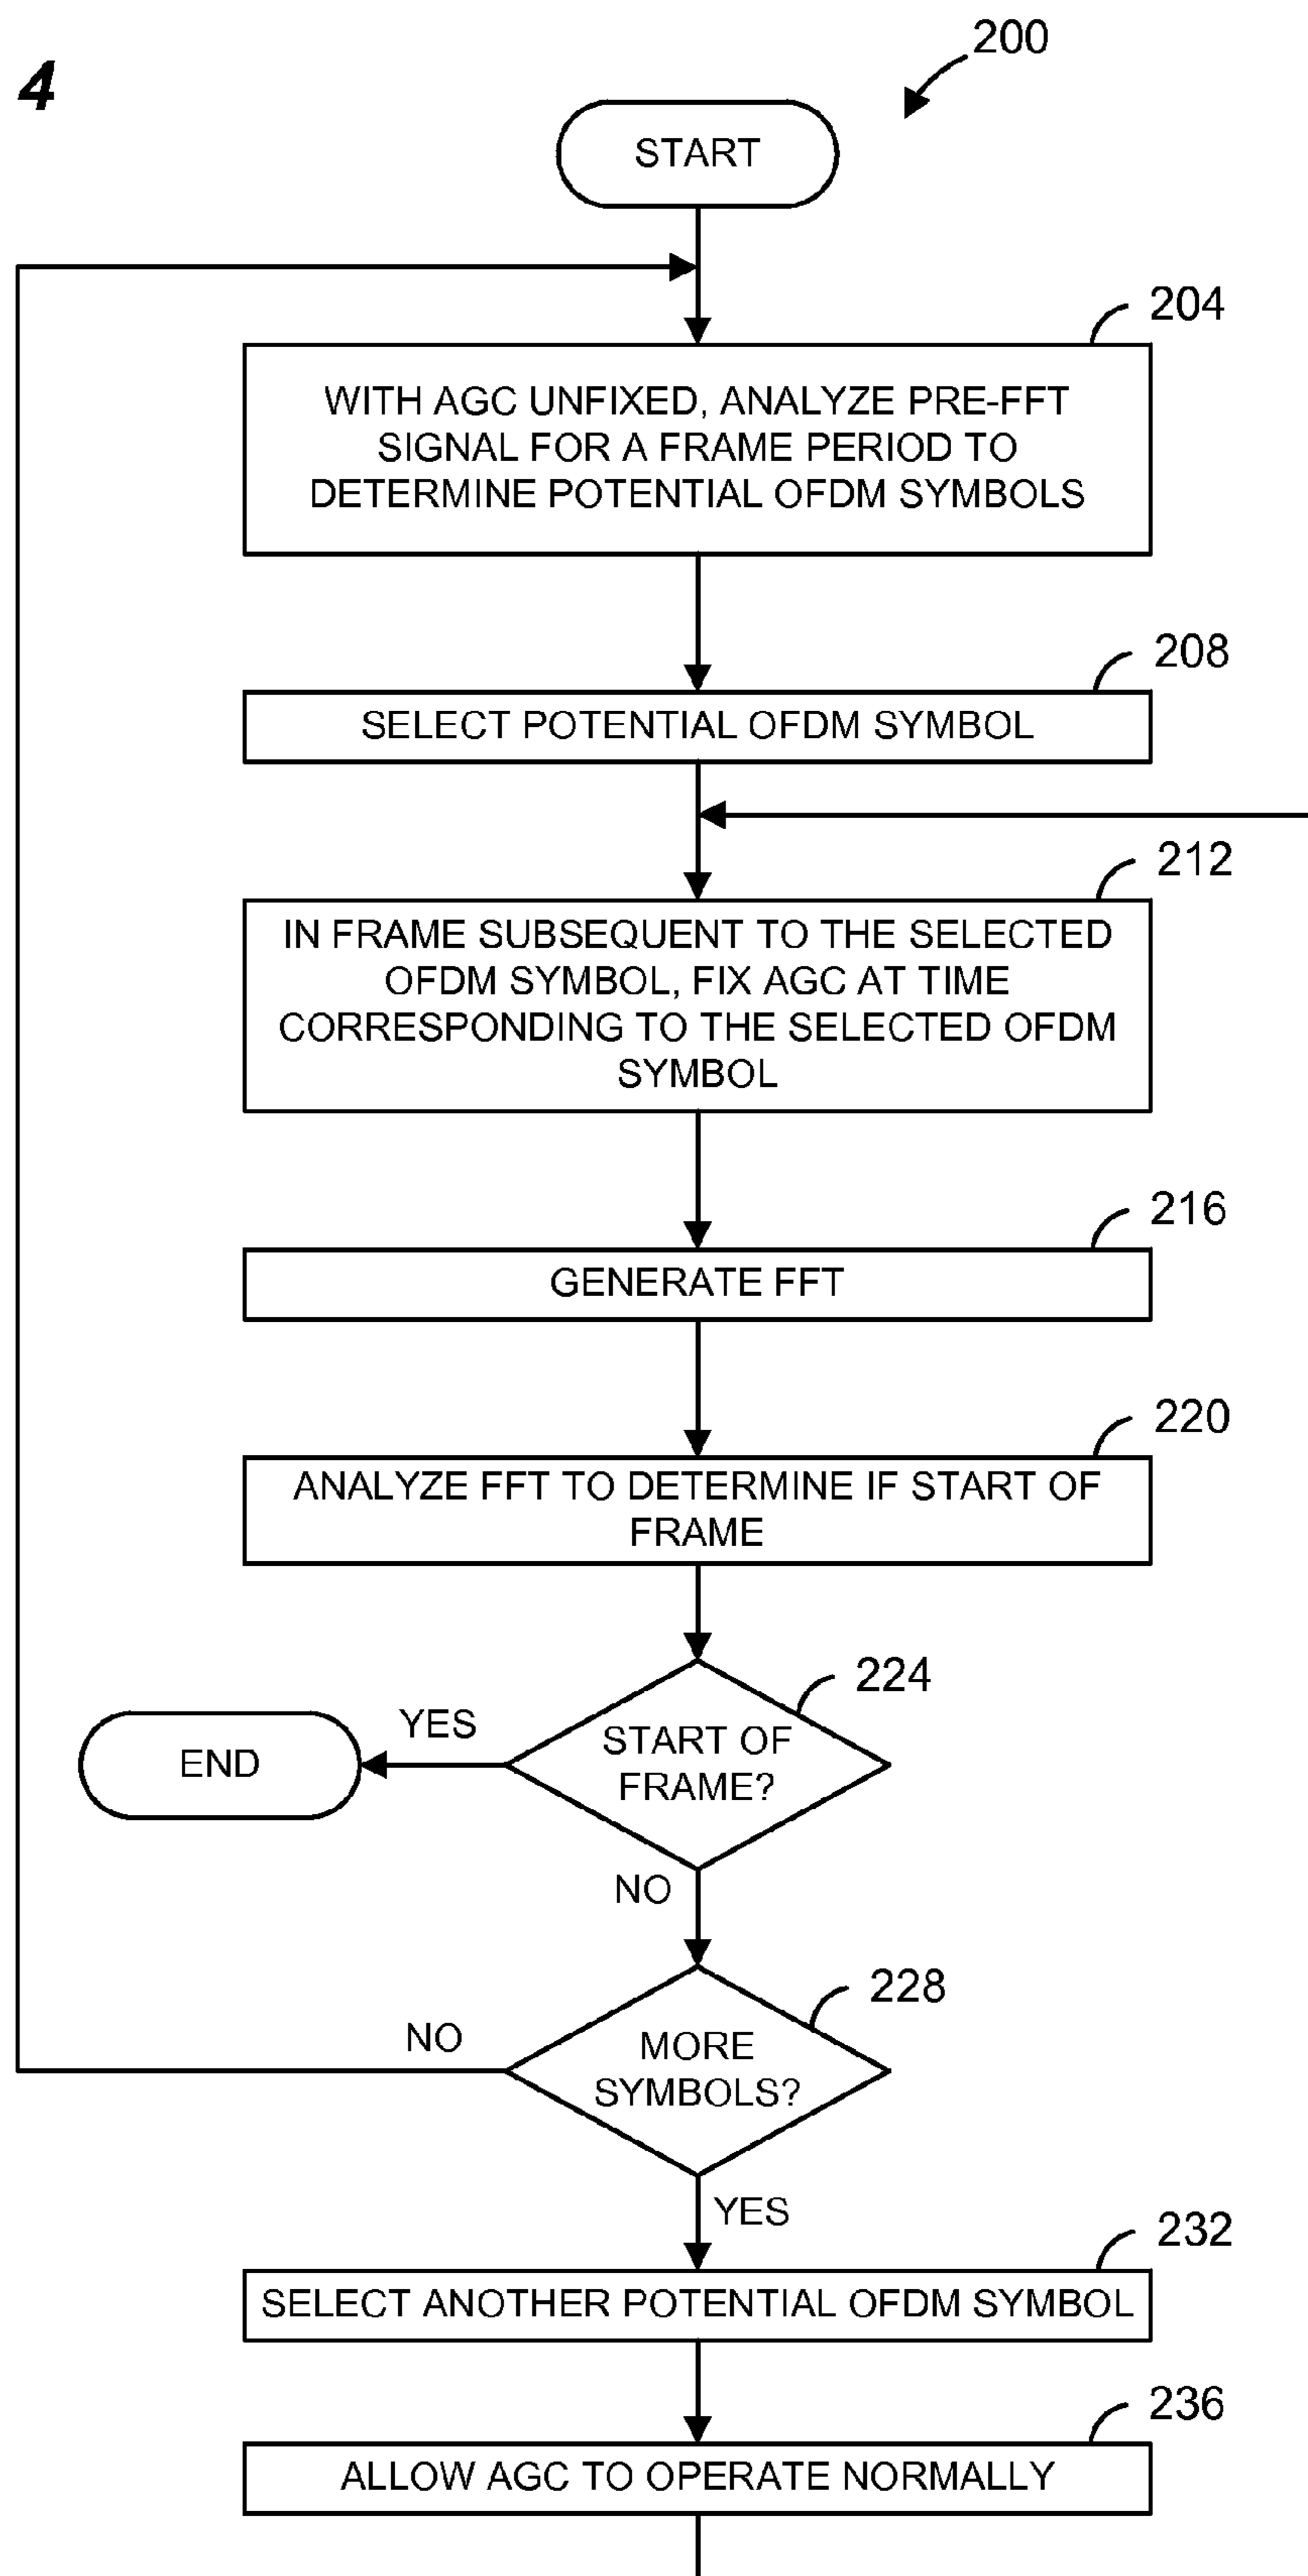 200
4
START
204
WITH AGC UNFIXED, ANALYZE PRE-FFT
SIGNAL FOR A FRAME PERIOD TO
DETERMINE POTENTIAL OFDM SYMBOLS
208
SELECT POTENTIAL OFDM SYMBOL
212
IN FRAME SUBSEQUENT TO THE SELECTED
OFDM SYMBOL, FIX AGC AT TIME
CORRESPONDING TO THE SELECTED OFDM
SYMBOL
216
GENERATE FFT
220
ANALYZE FFT TO DETERMINE IF START OF
FRAME
224
START OF
FRAME?
YES
END
NO
228
MORE
SYMBOLS?
NO
YES
232
SELECT ANOTHER POTENTIAL OFDM SYMBOL
236
ALLOW AGC TO OPERATE NORMALLY